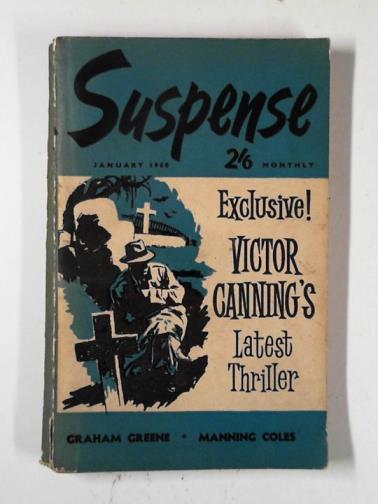 Suspense
JANUARY 1960 2/6 MONTHLY
Exclusive!
VICTOR
CANNING'S
Latest
Thriller
GRAHAM GREENE • MANNING COLES